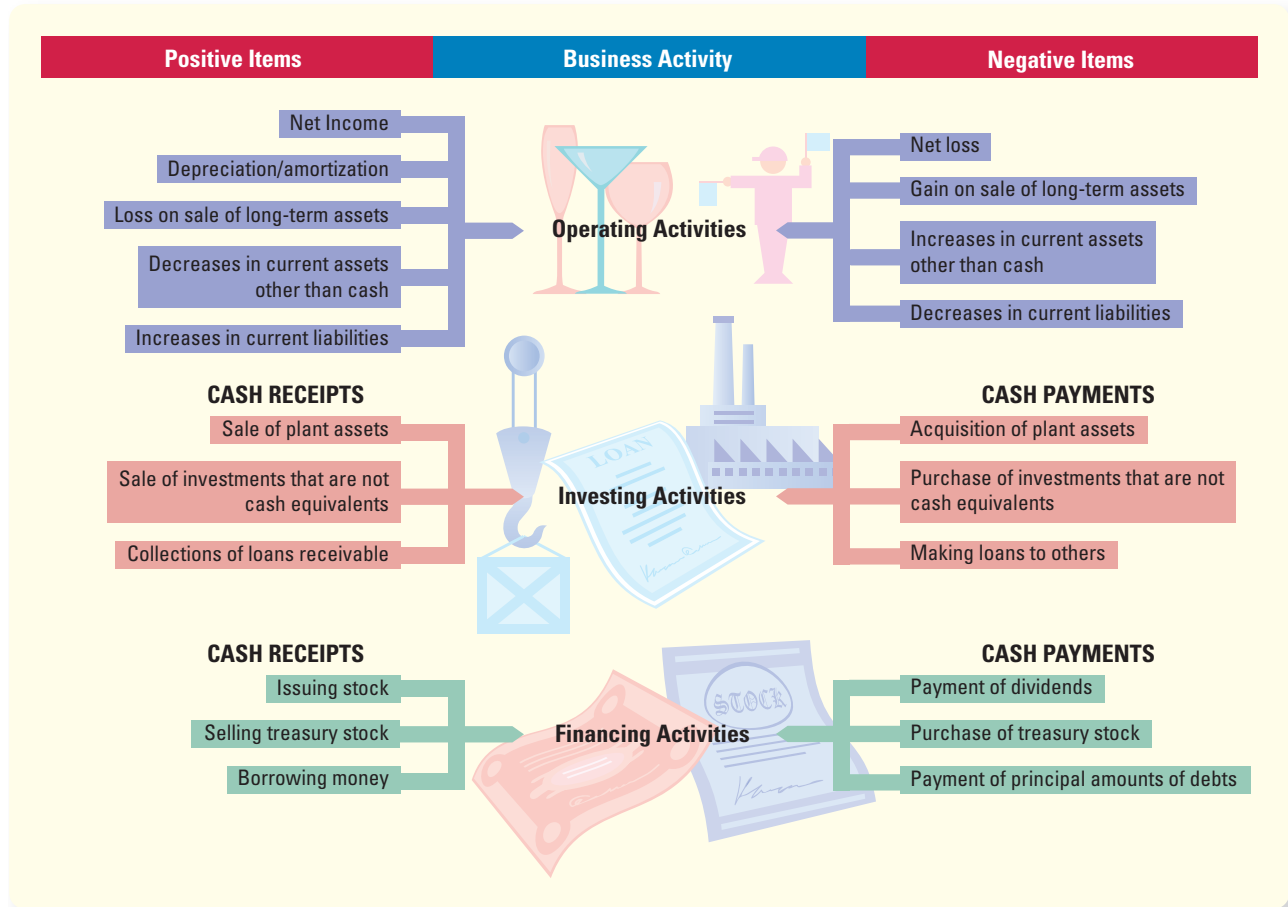 Positive Items
Business Activity
Negative Items
Net Income
Depreciation/amortization
Loss on sale of long-term assets
Decreases in current assets
other than cash
Increases in current liabilities
Operating Activities
Net loss
Gain on sale of long-term assets
Increases in current assets
other than cash
Decreases in current liabilities
CASH RECEIPTS
Sale of plant assets
Sale of investments that are not
cash equivalents
Collections of loans receivable
LOAN
Investing Activities
CASH PAYMENTS
Acquisition of plant assets
Purchase of investments that are not
cash equivalents
Making loans to others
CASH RECEIPTS
Issuing stock
Selling treasury stock
Borrowing money
STOCK
Financing Activities
CASH PAYMENTS
Payment of dividends
Purchase of treasury stock
Payment of principal amounts of debts